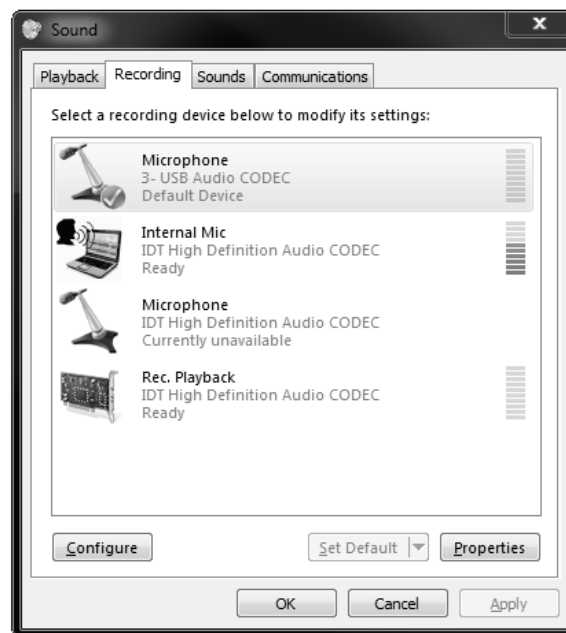 Sound
Playback Recording Sounds Communications
Select a recording device below to modify its settings:
Microphone
3- USB Audio CODEC
Default Device
Internal Mic
IDT High Definition Audio CODEC
Ready
Microphone
IDT High Definition Audio CODEC
Currently unavailable
Rec. Playback
IDT High Definition Audio CODEC
Ready
Configure Set Default Properties
OK Cancel Apply